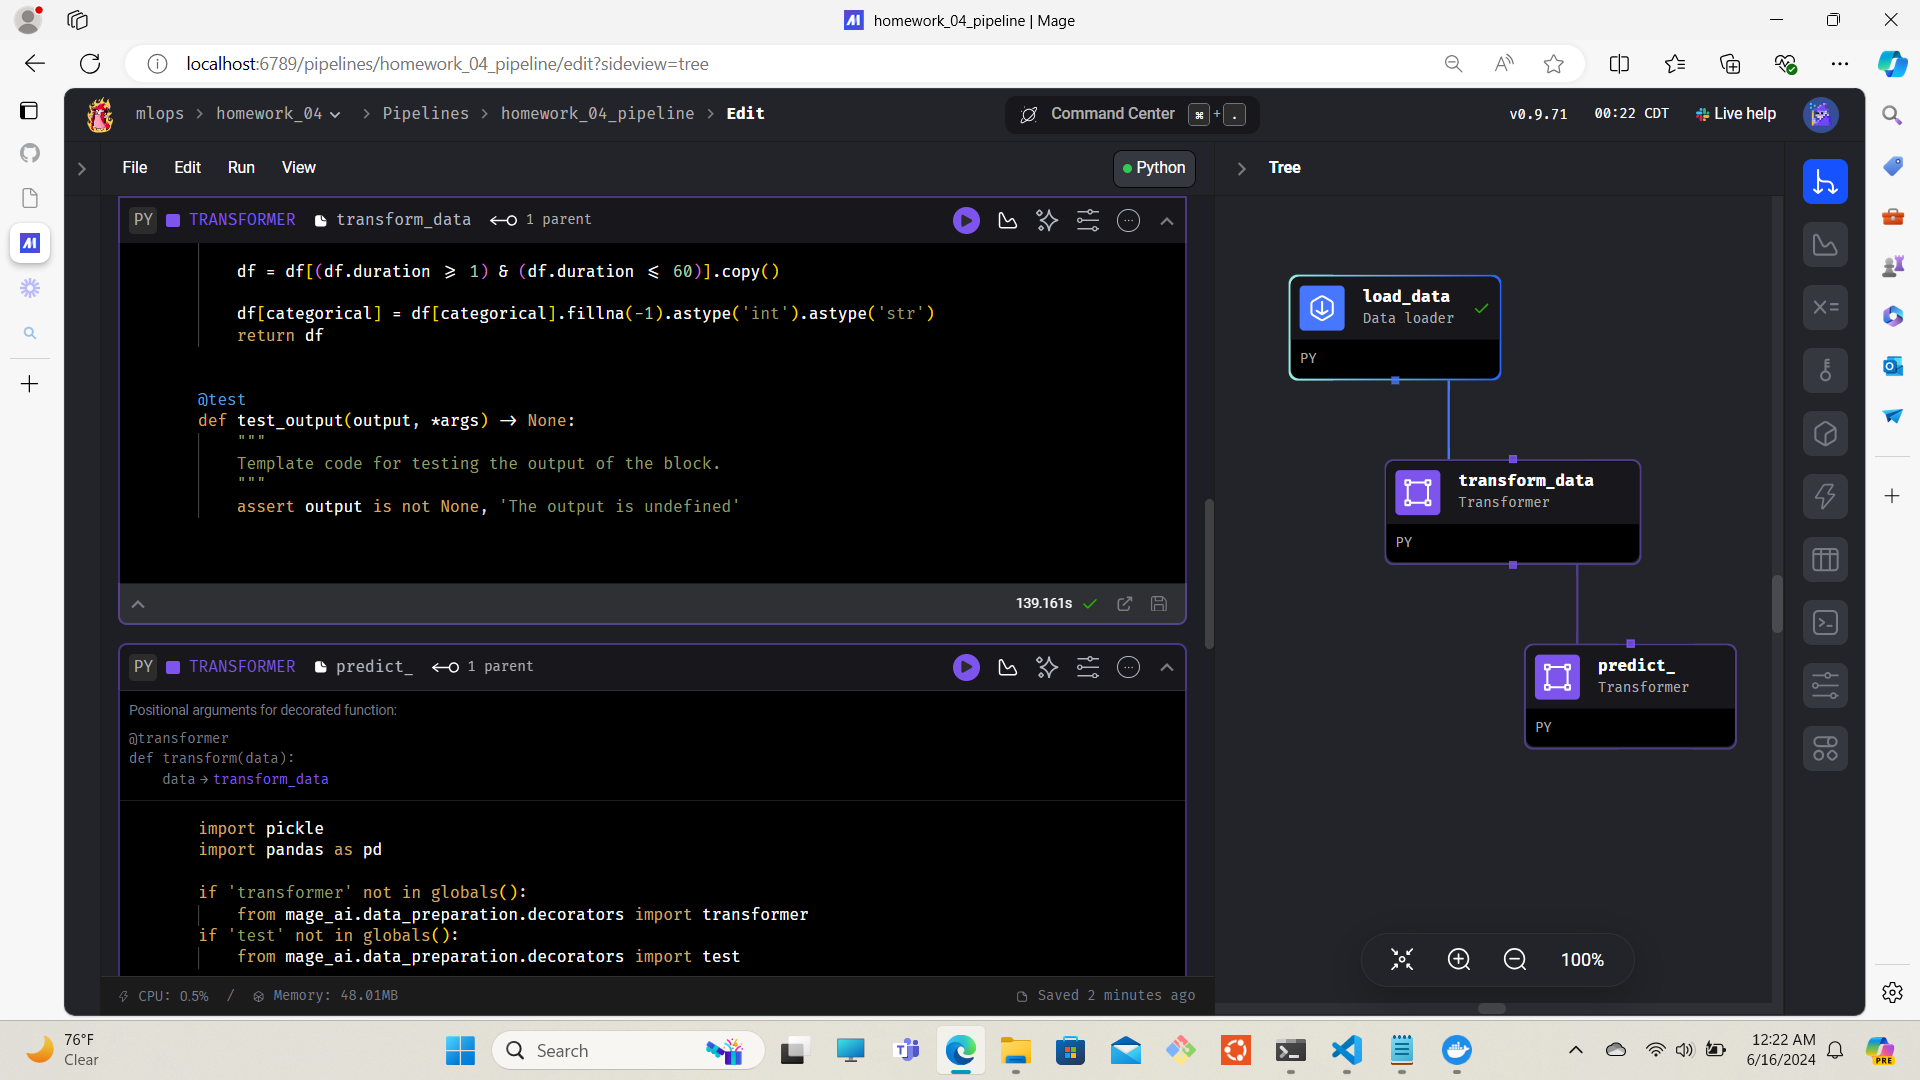 homework_04_pipeline | Mage
localhost:6789/pipelines/homework_04_pipeline/edit?sideview=tree
mlops > homework_04 > Pipelines > homework_04_pipeline > Edit
Command Center ⌘ + .
v0.9.71 00:22 CDT Live help
File Edit Run View
Python
Tree
PY TRANSFORMER transform_data 1 parent
df = df[(df.duration >= 1) & (df.duration <= 60)].copy()
df[categorical] = df[categorical].fillna(-1).astype('int').astype('str')
return df
@test
def test_output(output, *args) -> None:
"""
Template code for testing the output of the block.
"""
assert output is not None, 'The output is undefined'
139.161s
PY TRANSFORMER predict_ 1 parent
Positional arguments for decorated function:
@transformer
def transform(data):
data → transform_data
import pickle
import pandas as pd
if 'transformer' not in globals():
from mage_ai.data_preparation.decorators import transformer
if 'test' not in globals():
from mage_ai.data_preparation.decorators import test
CPU: 0.5% / Memory: 48.01MB
Saved 2 minutes ago
load_data
Data loader
PY
transform_data
Transformer
PY
predict_
Transformer
PY
100%
76°F
Clear
Search
12:22 AM
6/16/2024
PRE